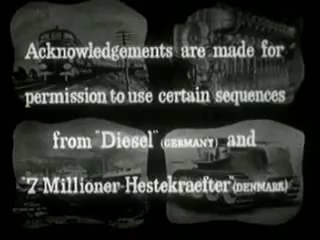 Acknowledgements are made for
permission to use certain sequences
from "Diesel" (GERMANY) and
"7 Millioner Hestekraefter" (DENMARK)